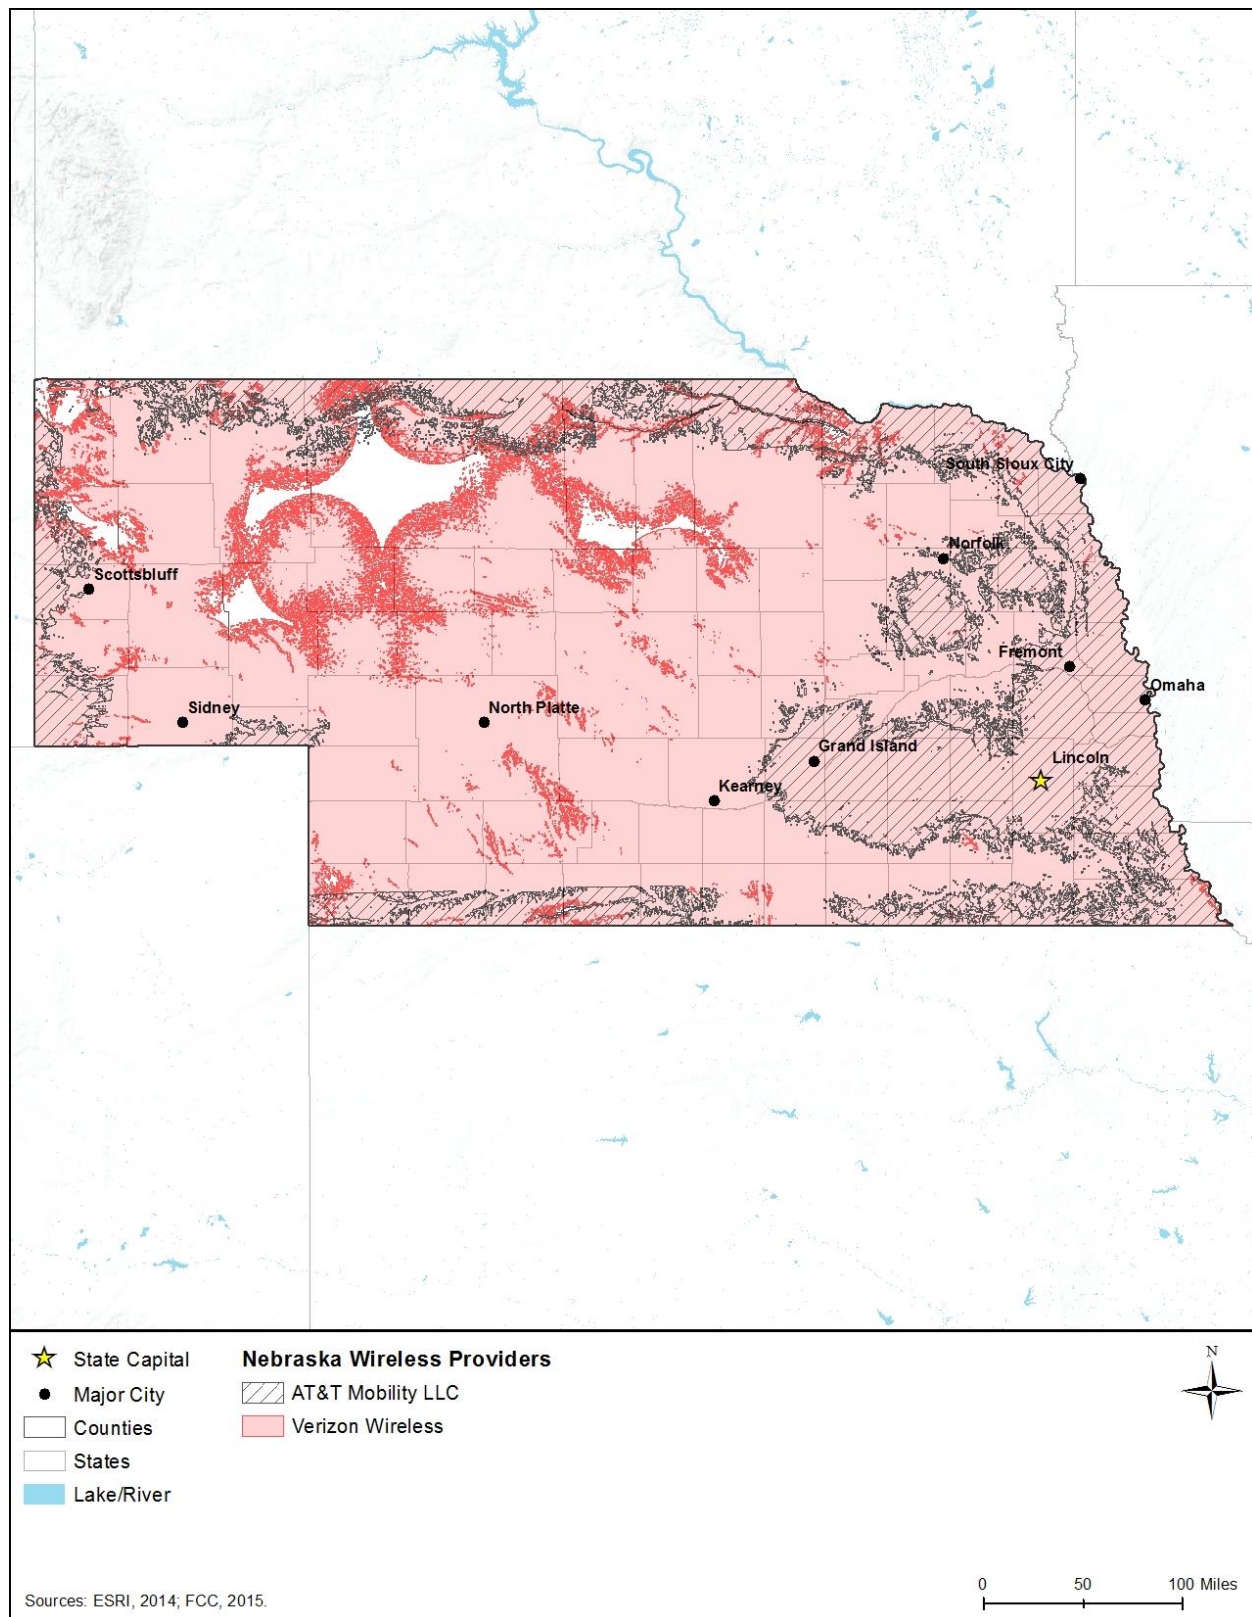 South Sioux City
Norfolk
Scottsbluff
Fremont
Omaha
Sidney
North Platte
Grand Island
Lincoln
Kearney
State Capital
Major City
Counties
States
Lake/River
Nebraska Wireless Providers
AT&T Mobility LLC
Verizon Wireless
N
0 50 100 Miles
Sources: ESRI, 2014; FCC, 2015.